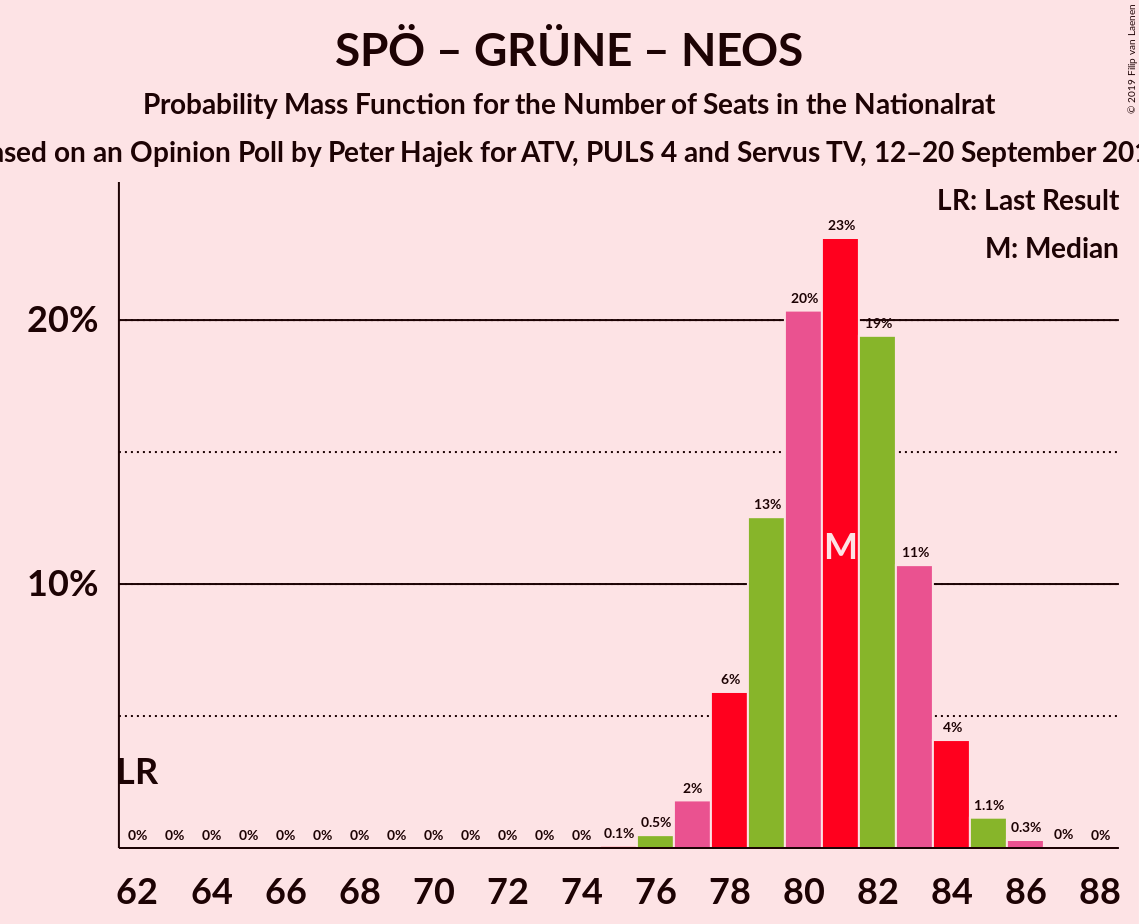 SPÖ – GRÜNE – NEOS
Probability Mass Function for the Number of Seats in the Nationalrat
on an Opinion Poll by Peter Hajek for ATV, PULS 4 and Servus TV, 12–20 September
© 2019 Filip van Laenen
LR: Last Result
M: Median
23%
20%
19%
20%
13%
M
11%
10%
6%
4%
LR
2%
1.1%
0.5%
0.3%
0.1%
0% 0% 0% 0% 0% 0% 0% 0% 0% 0% 0% 0% 0% 0% 0%
62 64 66 68 70 72 74 76 78 80 82 84 86 88